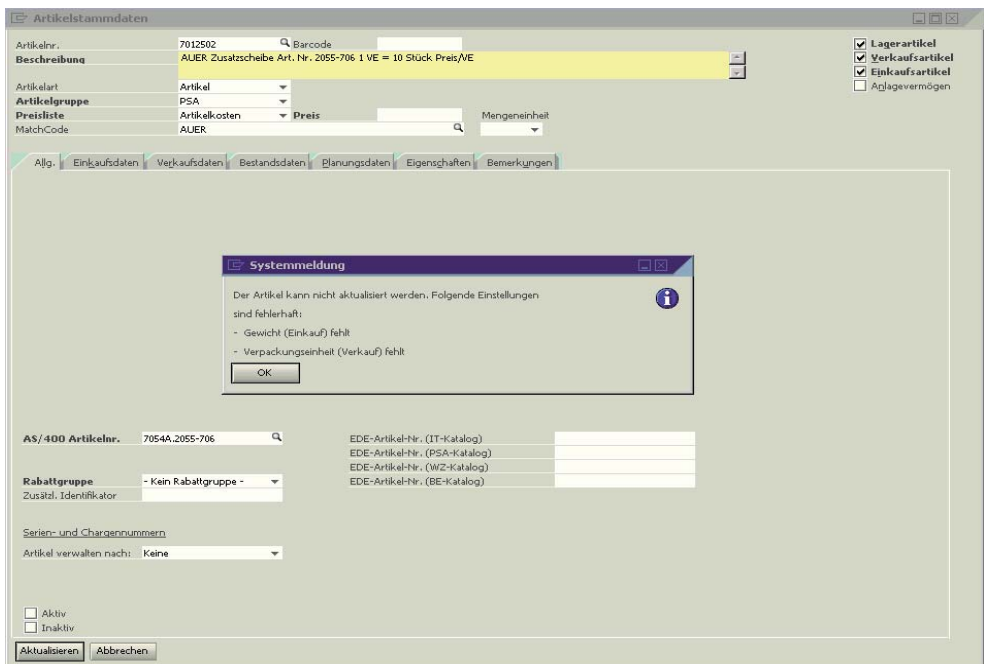 Artikelstammdaten
Artikelnr. 7012502 Barcode
Beschreibung AUER Zusatzscheibe Art. Nr. 2055-706 1 VE = 10 Stück Preis/VE
Lagerartikel
Verkaufsartikel
Einkaufsartikel
Anlagevermögen
Artikelart Artikel
Artikelgruppe PSA
Preisliste Artikelkosten Preis Mengeneinheit
MatchCode AUER
Allg. Einkaufsdaten Verkaufsdaten Bestandsdaten Planungsdaten Eigenschaften Bemerkungen
Systemmeldung
Der Artikel kann nicht aktualisiert werden. Folgende Einstellungen
sind fehlerhaft:
- Gewicht (Einkauf) fehlt
- Verpackungseinheit (Verkauf) fehlt
OK
AS/400 Artikelnr. 7054A.2055-706 EDE-Artikel-Nr. (IT-Katalog)
EDE-Artikel-Nr. (PSA-Katalog)
EDE-Artikel-Nr. (WZ-Katalog)
Rabattgruppe - Kein Rabattgruppe - EDE-Artikel-Nr. (BE-Katalog)
Zusätzl. Identifikator
Serien- und Chargennummern
Artikel verwalten nach: Keine
Aktiv
Inaktiv
Aktualisieren Abbrechen